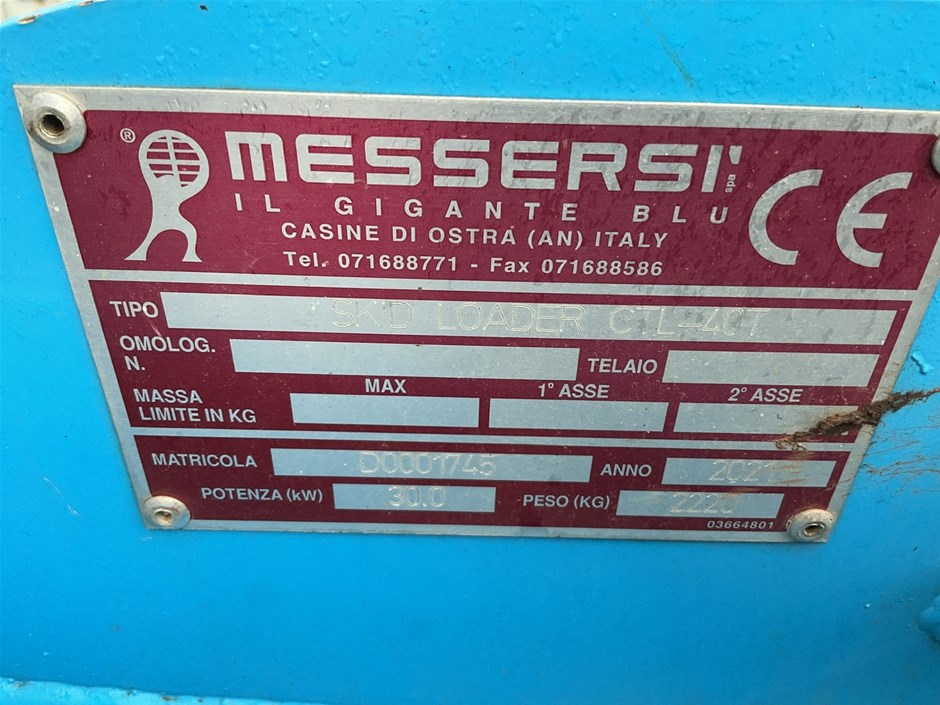 ®
MESSERSI' spa
IL GIGANTE BLU
CASINE DI OSTRA (AN) ITALY
Tel. 071688771 - Fax 071688586
CE
TIPO SKID LOADER CTL-40T
OMOLOG. N.
TELAIO
MASSA LIMITE IN KG
MAX 1° ASSE 2° ASSE
MATRICOLA D0001745 ANNO
POTENZA (kW) 30.0 PESO (KG) 2220
03664801